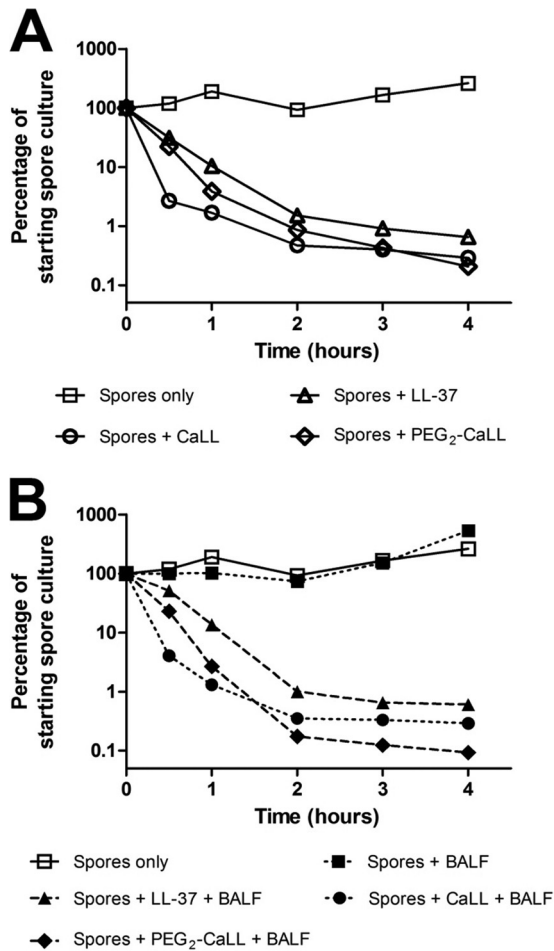 A
Percentage of
starting spore culture
1000
100
10
1
0.1
0 1 2 3 4
Time (hours)
Spores only Spores + LL-37
Spores + CaLL Spores + PEG₂-CaLL
B
Percentage of
starting spore culture
1000
100
10
1
0.1
0 1 2 3 4
Time (hours)
Spores only Spores + BALF
Spores + LL-37 + BALF Spores + CaLL + BALF
Spores + PEG₂-CaLL + BALF